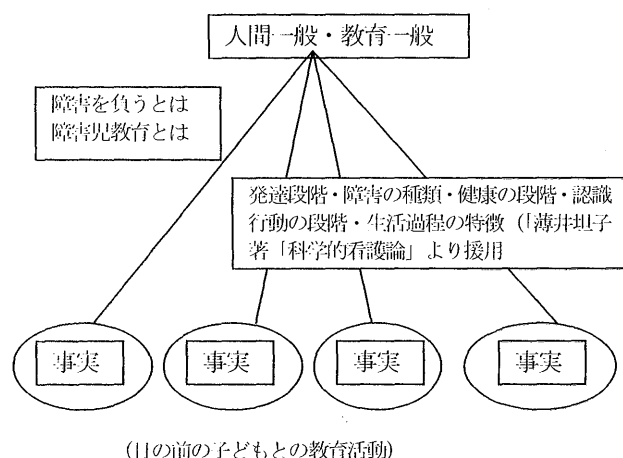 人間一般・教育一般
障害を負うとは
障害児教育とは
発達段階・障害の種類・健康の段階・認識
行動の段階・生活過程の特徴（「薄井坦子
著「科学的看護論」より援用
事実
事実
事実
事実
(目の前の子どもとの教育活動)